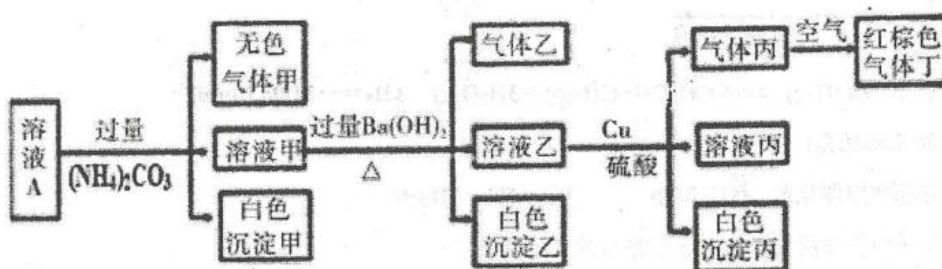 溶液A
过量
(NH₄)₂CO₃
无色
气体甲
溶液甲
白色
沉淀甲
过量Ba(OH)₂
△
气体乙
溶液乙
白色
沉淀乙
Cu
硫酸
气体丙
溶液丙
白色
沉淀丙
空气
红棕色
气体丁